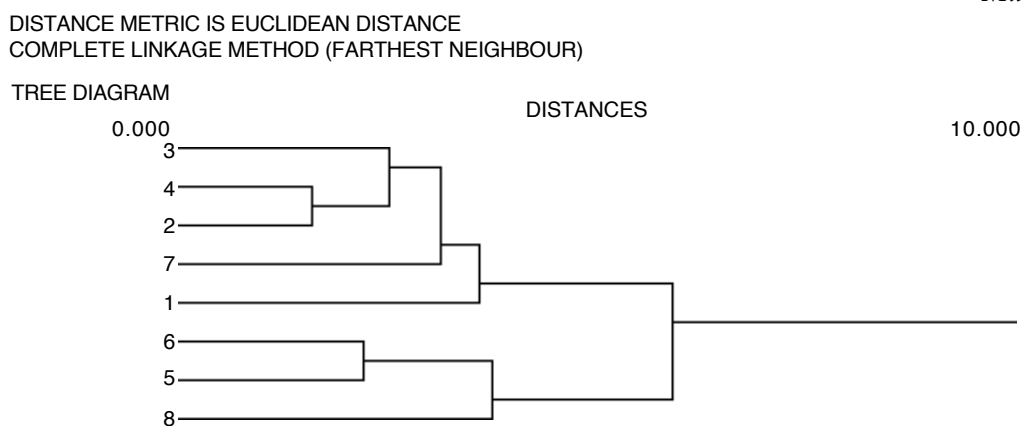 DISTANCE METRIC IS EUCLIDEAN DISTANCE
COMPLETE LINKAGE METHOD (FARTHEST NEIGHBOUR)
TREE DIAGRAM
DISTANCES
0.000 10.000
3
4
2
7
1
6
5
8